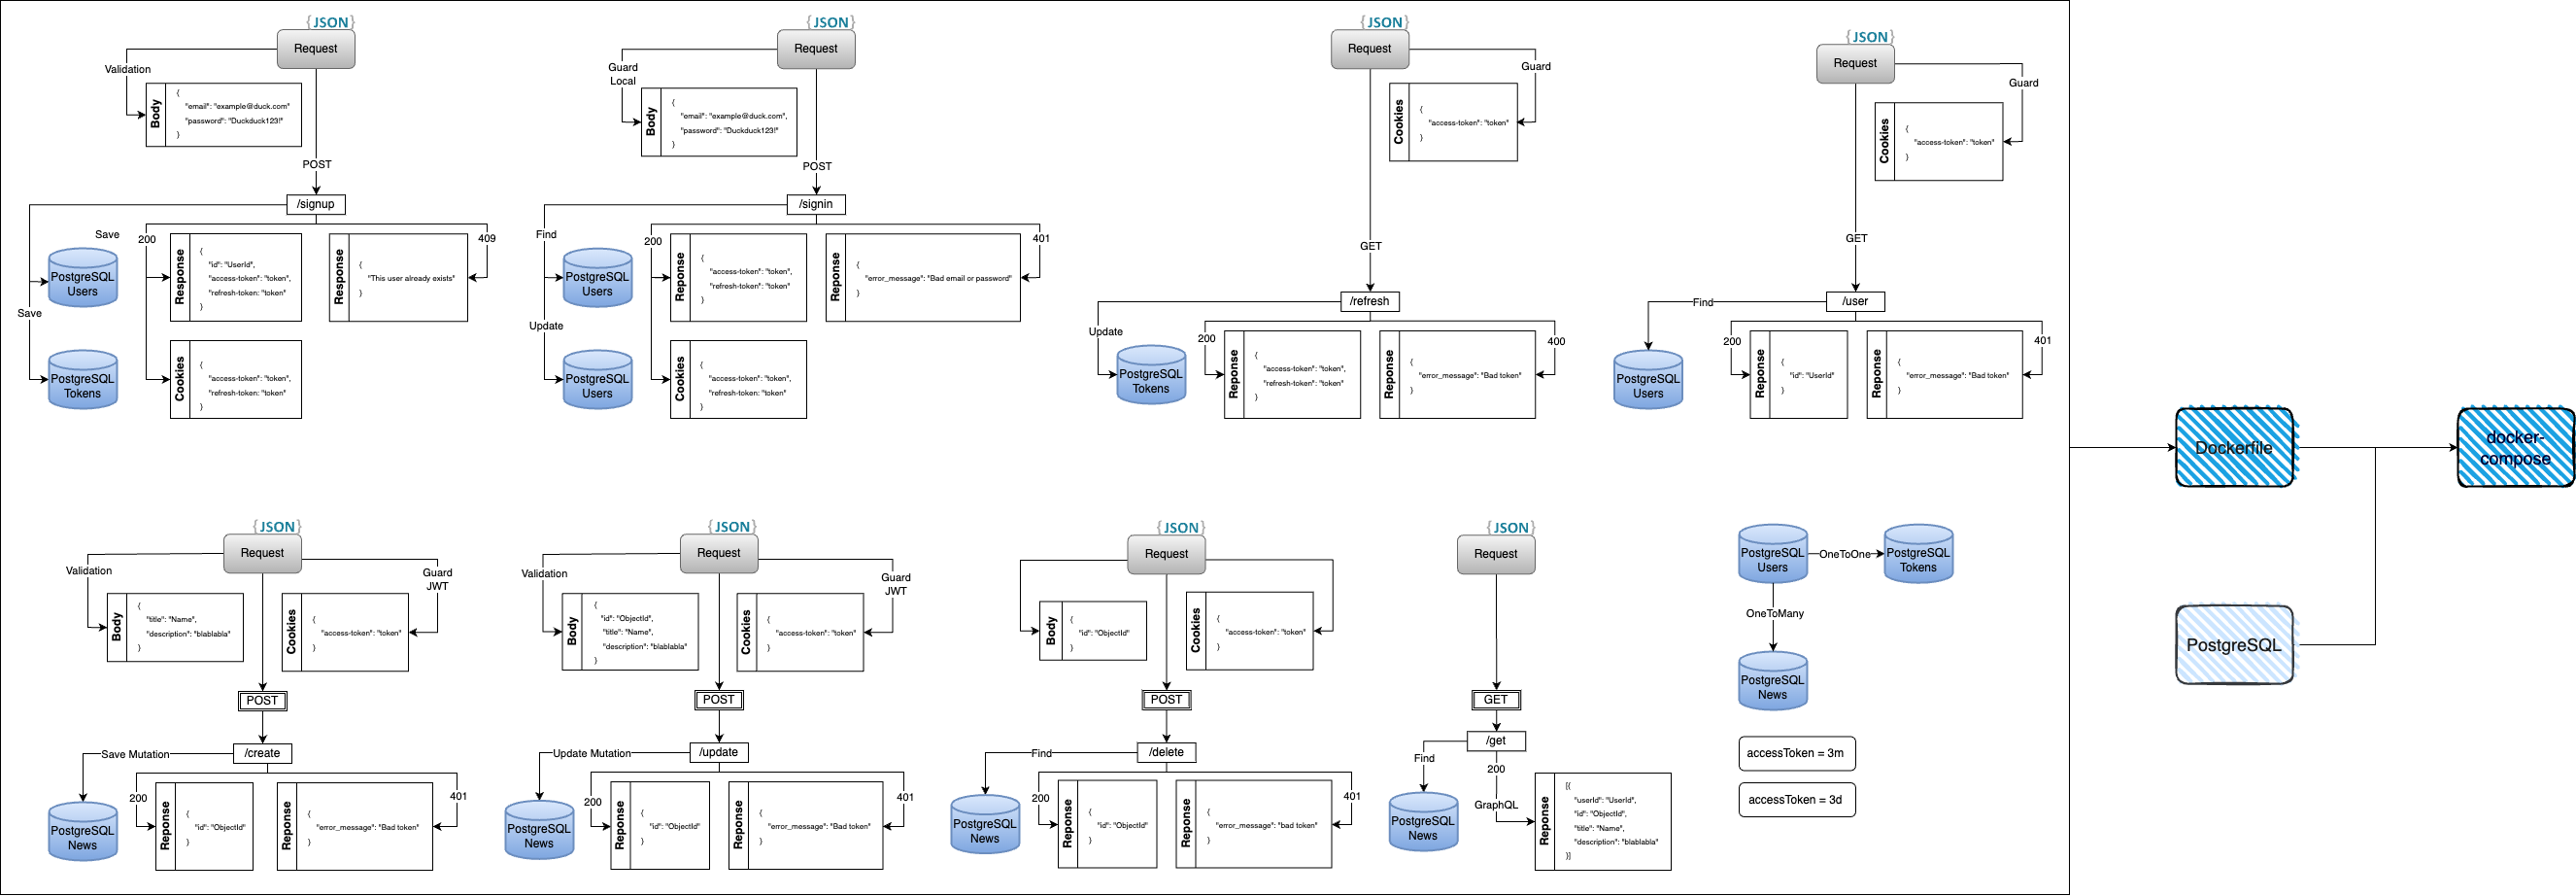 {JSON}
Request
Validation
Body
{
"email": "example@duck.com"
"password": "Duckduck123!"
}
POST
/signup
Save
Save
PostgreSQL
Users
PostgreSQL
Tokens
200
Response
{
"id": "UserId",
"access-token": "token",
"refresh-token: "token"
}
409
Response
{
"This user already exists"
}
Cookies
{
"access-token": "token",
"refresh-token: "token"
}
{JSON}
Request
Guard
Local
Body
{
"email": "example@duck.com",
"password": "Duckduck123!"
}
POST
/signin
Find
PostgreSQL
Users
Update
PostgreSQL
Users
200
Reponse
{
"access-token": "token",
"refresh-token: "token"
}
401
Reponse
{
"error_message": "Bad email or password"
}
Cookies
{
"access-token": "token",
"refresh-token: "token"
}
{JSON}
Request
Guard
Cookies
{
"access-token": "token"
}
GET
/refresh
Update
PostgreSQL
Tokens
200
Reponse
{
"access-token": "token",
"refresh-token: "token"
}
400
Reponse
{
"error_message": "Bad token"
}
{JSON}
Request
Guard
Cookies
{
"access-token": "token"
}
GET
/user
Find
PostgreSQL
Users
200
Reponse
{
"id": "UserId"
}
401
Reponse
{
"error_message": "Bad token"
}
Dockerfile
docker-
compose
PostgreSQL
{JSON}
Request
Validation
Body
{
"title": "Name",
"description": "blablabla"
}
Guard
JWT
Cookies
{
"access-token": "token"
}
POST
/create
Save Mutation
PostgreSQL
News
200
Reponse
{
"id": "ObjectId"
}
401
Reponse
{
"error_message": "Bad token"
}
{JSON}
Request
Validation
Body
{
"id": "ObjectId",
"title": "Name",
"description": "blablabla"
}
Guard
JWT
Cookies
{
"access-token": "token"
}
POST
/update
Update Mutation
PostgreSQL
News
200
Reponse
{
"id": "ObjectId"
}
401
Reponse
{
"error_message": "Bad token"
}
{JSON}
Request
Body
{
"id": "ObjectId"
}
Cookies
{
"access-token": "token"
}
POST
/delete
Find
PostgreSQL
News
200
Reponse
{
"id": "ObjectId"
}
401
Reponse
{
"error_message": "bad token"
}
{JSON}
Request
GET
/get
Find
PostgreSQL
News
200
GraphQL
Reponse
[{
"userId": "UserId",
"id": "ObjectId",
"title": "Name",
"description": "blablabla"
}]
PostgreSQL
Users
OneToOne
PostgreSQL
Tokens
OneToMany
PostgreSQL
News
accessToken = 3m
accessToken = 3d